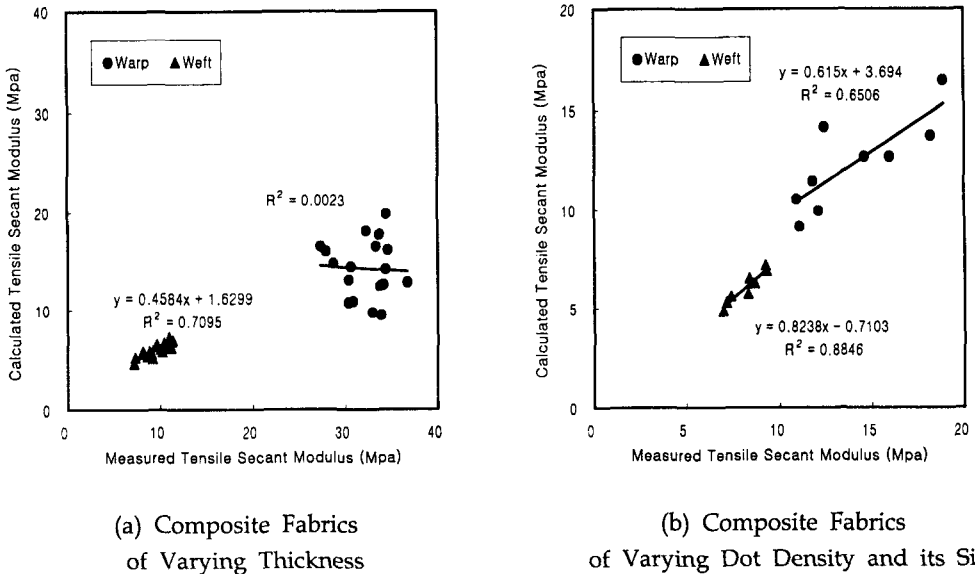 40
30
20
10
0
Calculated Tensile Secant Modulus (Mpa)
Warp Weft
R² = 0.0023
y = 0.4584x + 1.6299
R² = 0.7095
0 10 20 30 40
Measured Tensile Secant Modulus (Mpa)
(a) Composite Fabrics
of Varying Thickness
20
15
10
5
0
Calculated Tensile Secant Modulus (Mpa)
Warp Weft
y = 0.615x + 3.694
R² = 0.6506
y = 0.8238x - 0.7103
R² = 0.8846
0 5 10 15 20
Measured Tensile Secant Modulus (Mpa)
(b) Composite Fabrics
of Varying Dot Density and its Si